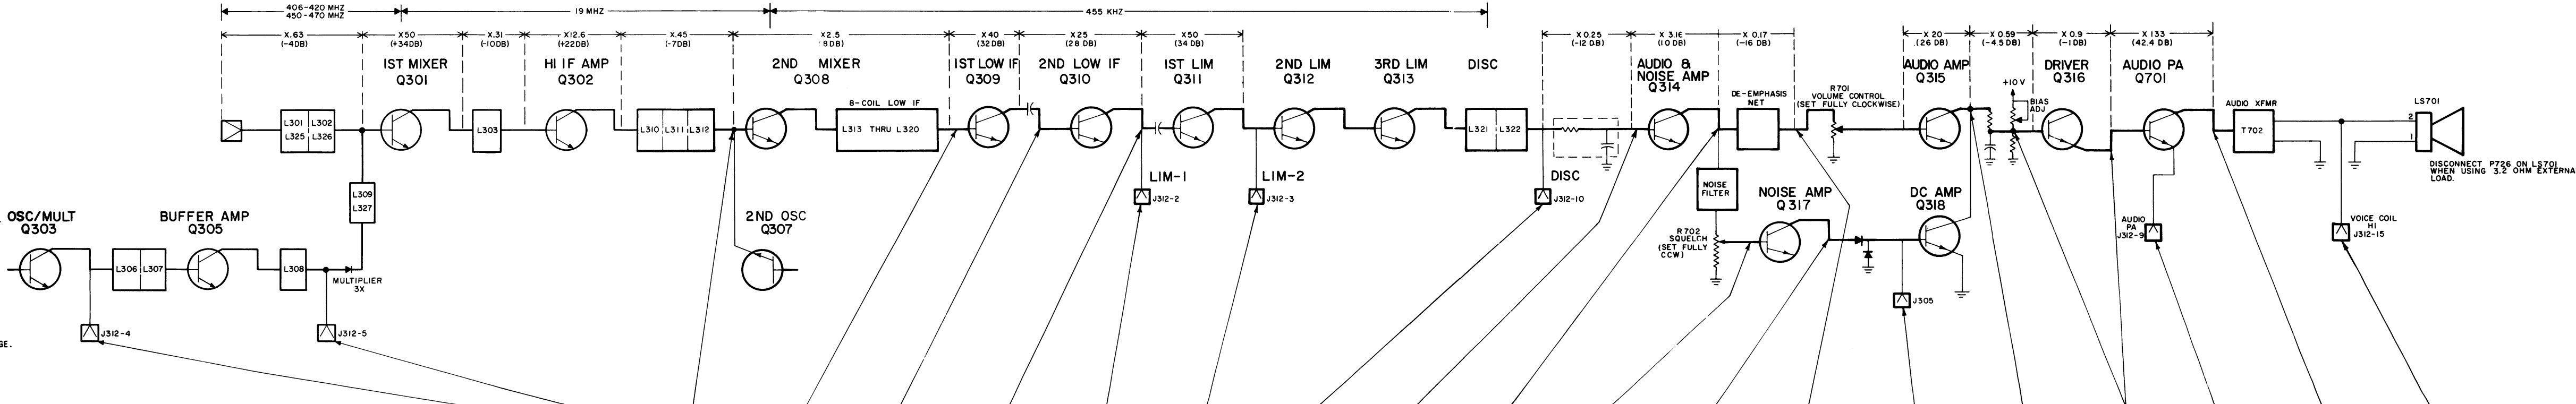 406-420 MHZ
450-470 MHZ
19 MHZ
455 KHZ
X.63
(-4DB)
X50
(+34DB)
X.31
(-10DB)
X12.6
(+22DB)
X.45
(-7DB)
X2.5
8DB)
X 40
(32DB)
X25
(28 DB)
X50
(34 DB)
X 0.25
(-12 DB)
X 3.16
(10 DB)
X 0.17
(-16 DB)
X 20
(26 DB)
X 0.59
(-4.5 DB)
X 0.9
(-1 DB)
X 133
(42.4 DB)
1ST MIXER
Q301
HI IF AMP
Q302
2ND MIXER
Q308
1ST LOW IF
Q309
2ND LOW IF
Q310
1ST LIM
Q311
2ND LIM
Q312
3RD LIM
Q313
DISC
AUDIO &
NOISE AMP
Q314
AUDIO AMP
Q315
DRIVER
Q316
AUDIO PA
Q701
+10 V
BIAS
ADJ
R701
VOLUME CONTROL
(SET FULLY CLOCKWISE)
DE-EMPHASIS
NET
8-COIL LOW IF
AUDIO XFMR
LS701
L301
L302
L325
L326
L303
L310
L311
L312
L313 THRU L320
L321
L322
T702
2
1
DISCONNECT P726 ON LS701
WHEN USING 3.2 OHM EXTERNA
LOAD.
LIM-1
J312-2
LIM-2
J312-3
DISC
J312-10
NOISE
FILTER
NOISE AMP
Q317
DC AMP
Q318
R702
SQUELCH
(SET FULLY
CCW)
J305
AUDIO
PA
J312-9
VOICE COIL
HI
J312-15
L309
L327
OSC/MULT
Q303
BUFFER AMP
Q305
2ND OSC
Q307
L306
L307
L308
MULTIPLIER
3X
J312-4
J312-5
GE.